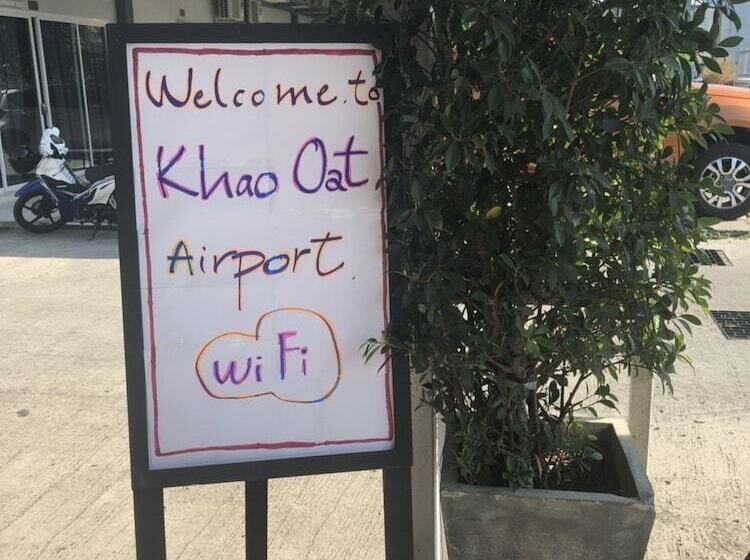 Welcome.to
Khao Oat
Airport.
wiFi